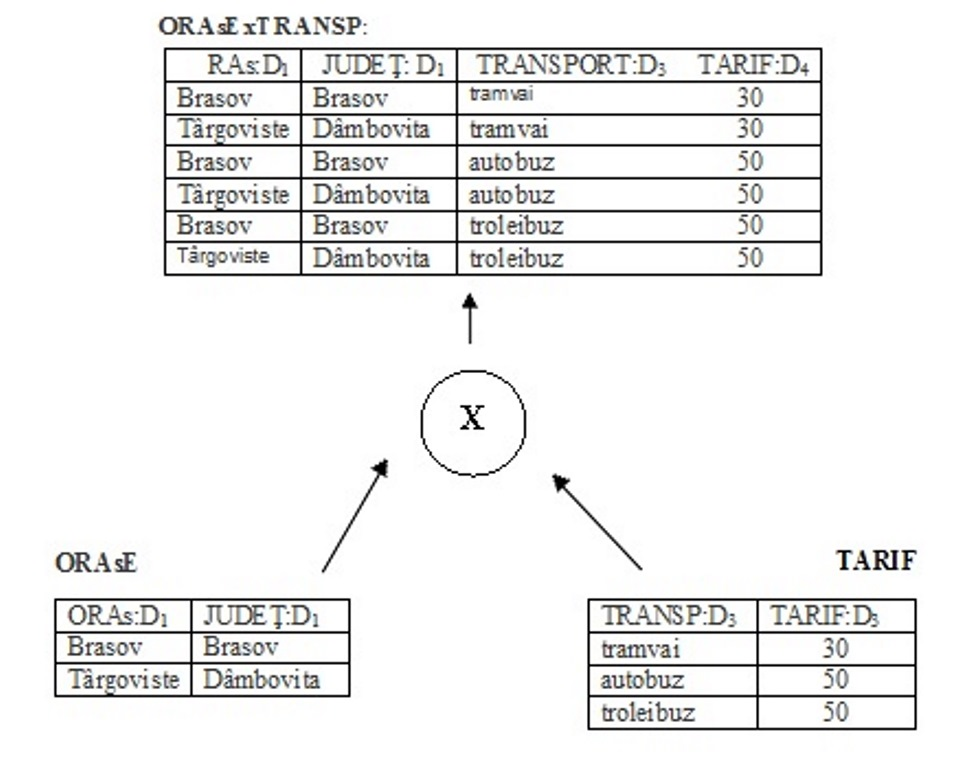 ORAsE xTRANSP:
RAs:D₁ JUDEŢ: D₁ TRANSPORT:D₃ TARIF:D₄
Brasov Brasov tramvai 30
Târgoviste Dâmbovita tramvai 30
Brasov Brasov autobuz 50
Târgoviste Dâmbovita autobuz 50
Brasov Brasov troleibuz 50
Târgoviste Dâmbovita troleibuz 50
X
ORAsE
ORAs:D₁ JUDEŢ:D₁
Brasov Brasov
Târgoviste Dâmbovita
TARIF
TRANSP:D₃ TARIF:D₃
tramvai 30
autobuz 50
troleibuz 50